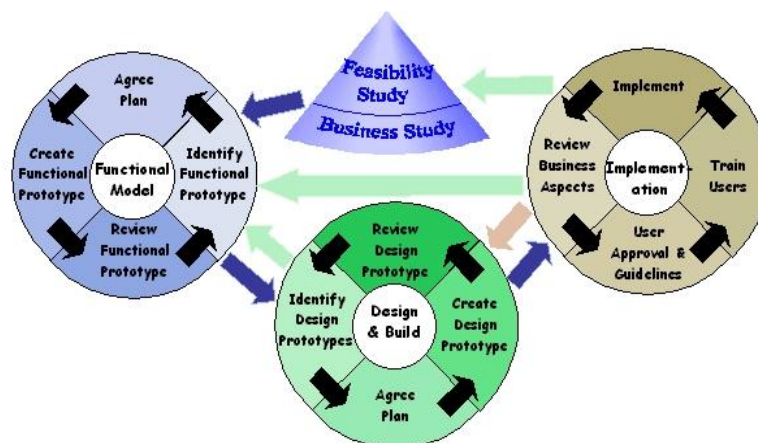 Feasibility
Study
Business Study
Agree
Plan
Create
Functional
Prototype
Functional
Model
Identify
Functional
Prototype
Review
Functional
Prototype
Implement
Review
Business
Aspects
Implement-
ation
Train
Users
User
Approval &
Guidelines
Review
Design
Prototype
Identify
Design
Prototypes
Design
& Build
Create
Design
Prototype
Agree
Plan